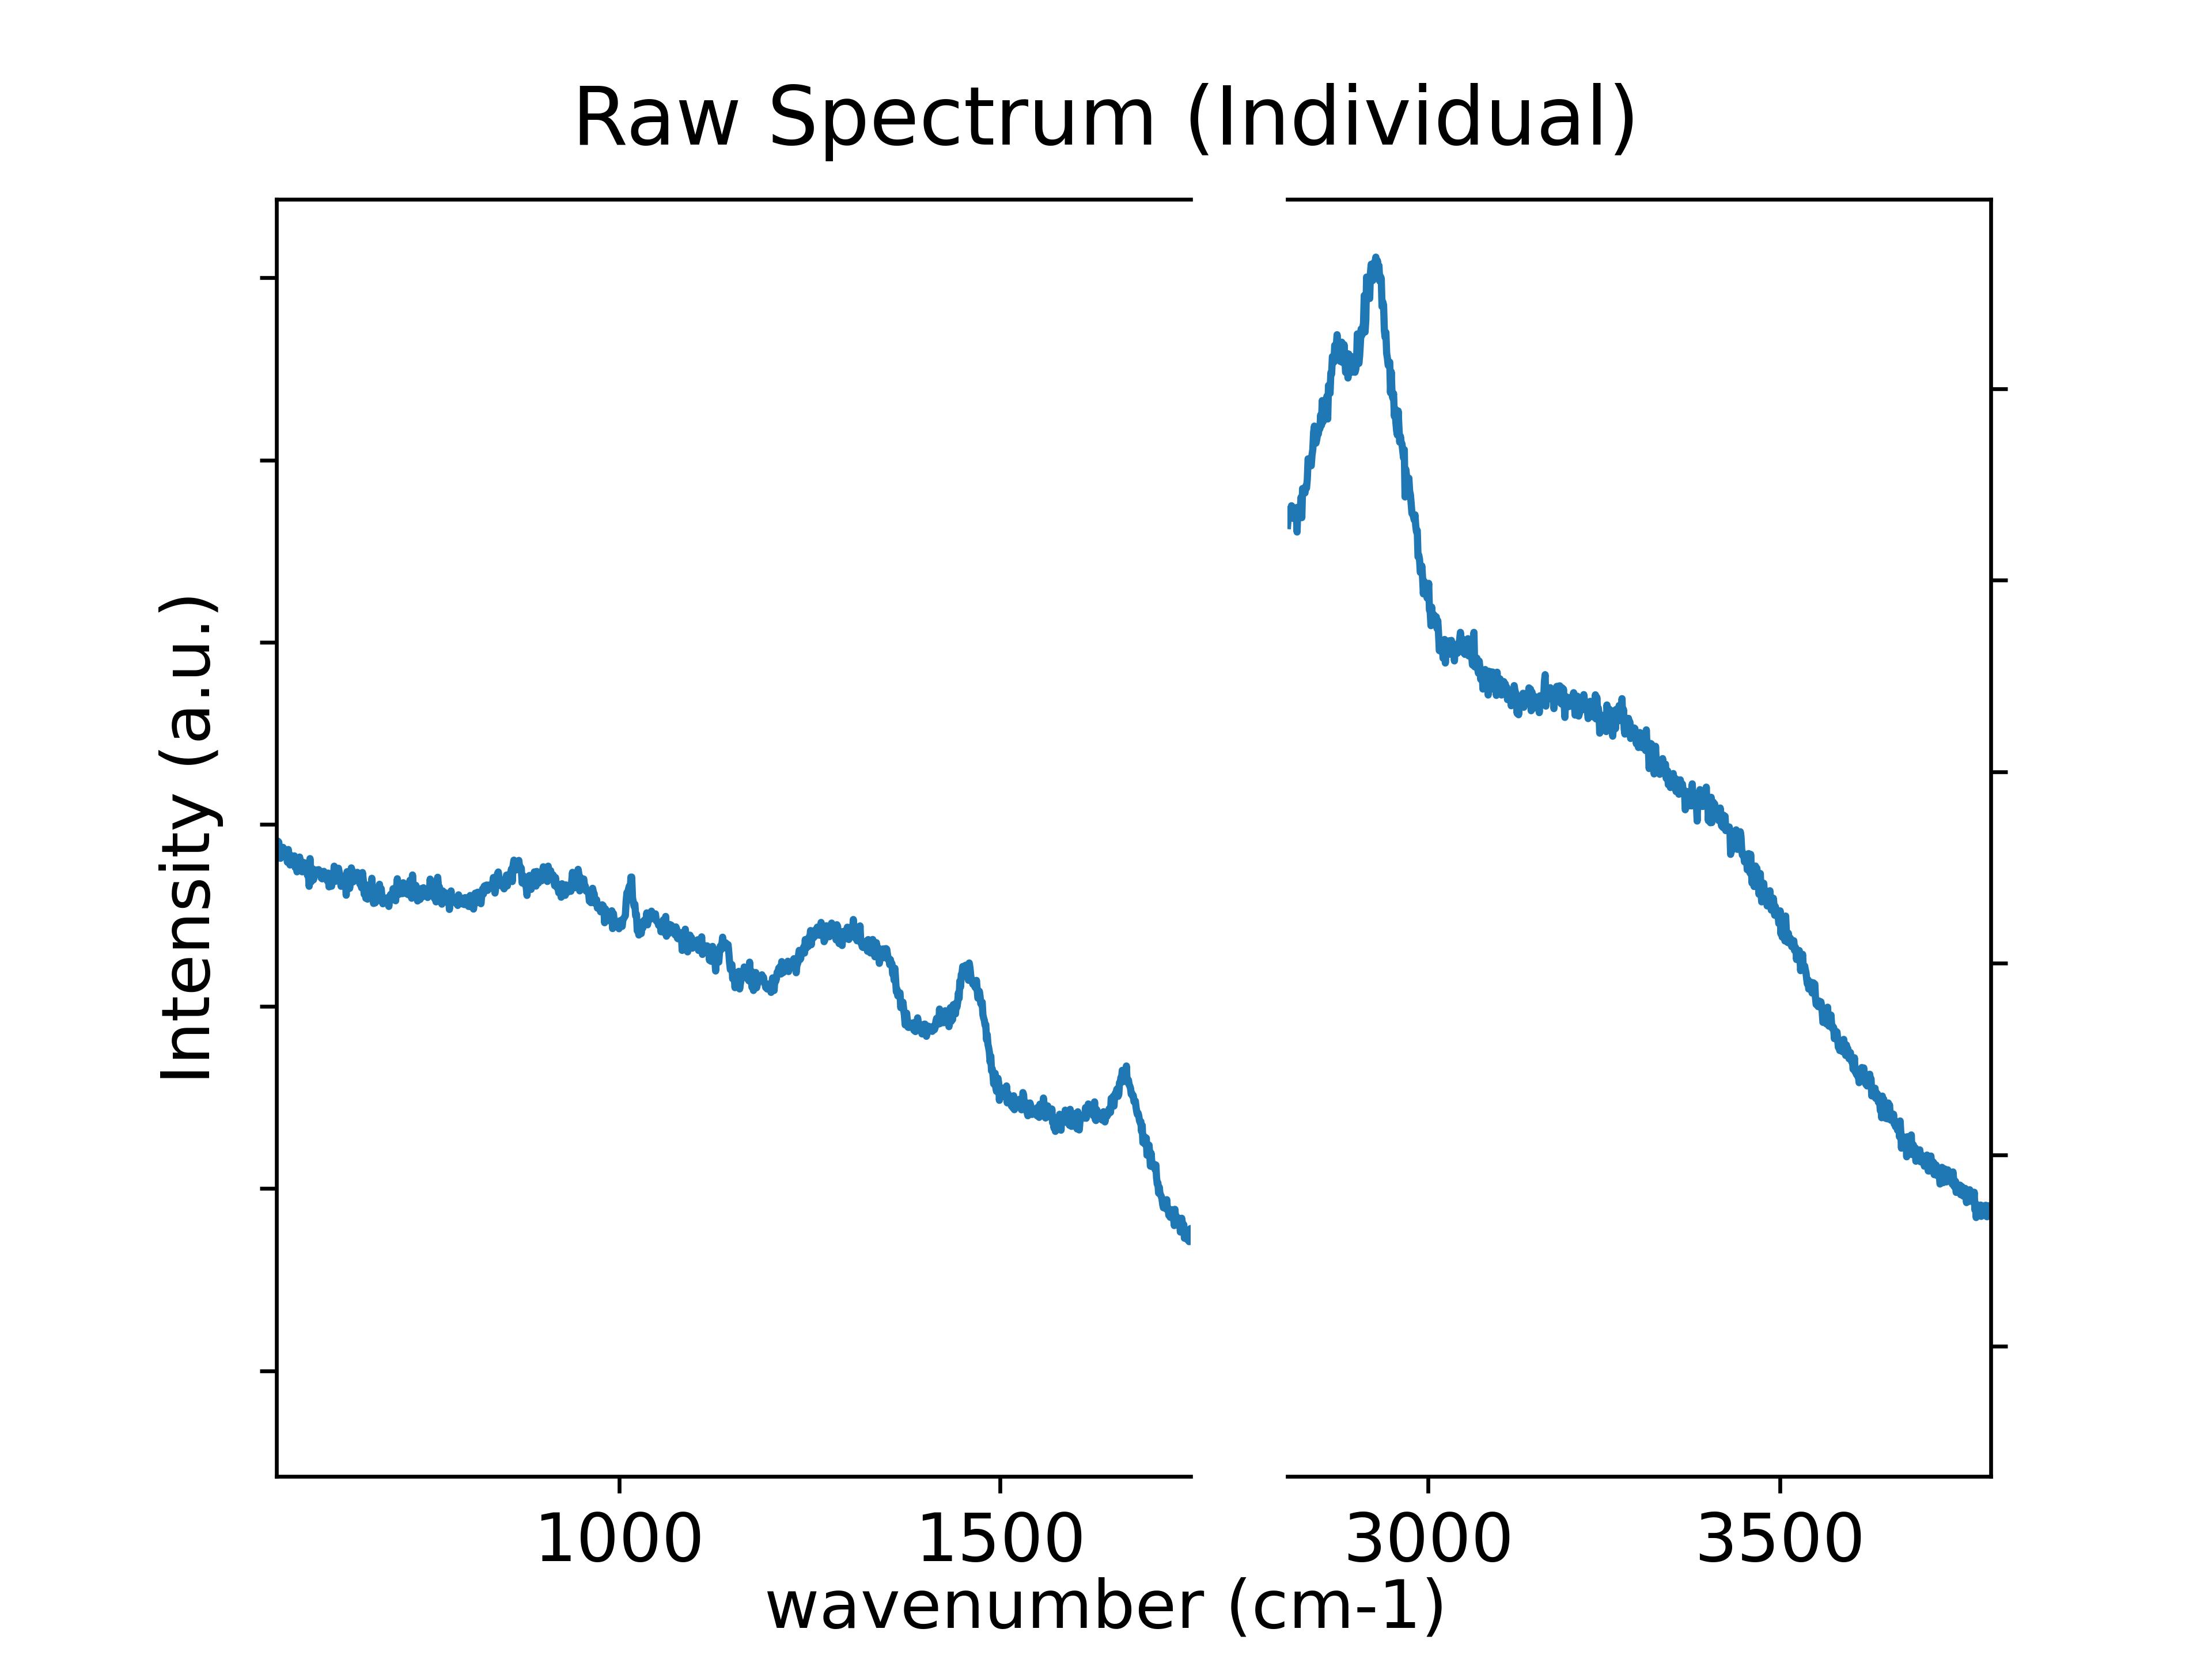 Raw Spectrum (Individual)
Intensity (a.u.)
1000 1500 3000 3500
wavenumber (cm-1)